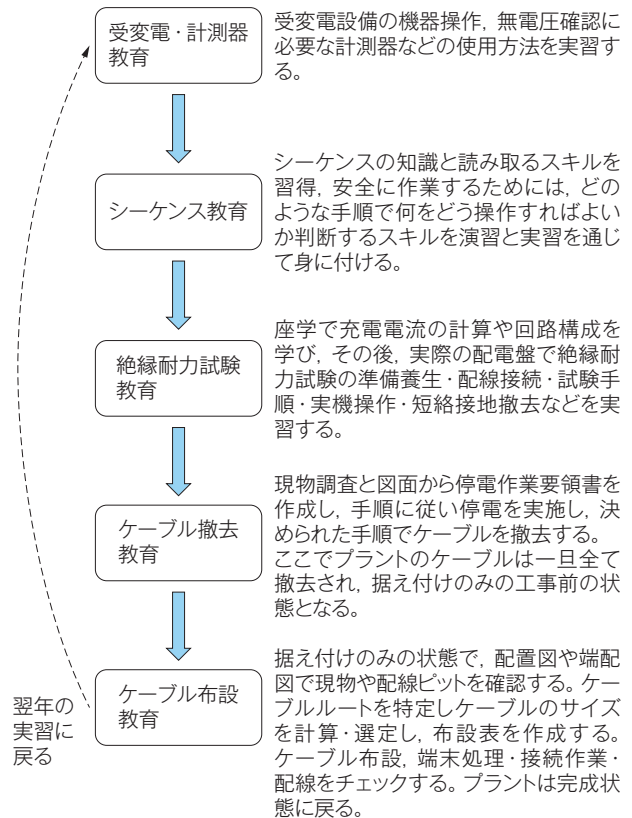 受変電・計測器
教育
受変電設備の機器操作，無電圧確認に
必要な計測器などの使用方法を実習す
る。
シーケンス教育
シーケンスの知識と読み取るスキルを
習得，安全に作業するためには，どの
ような手順で何をどう操作すればよい
か判断するスキルを演習と実習を通じ
て身に付ける。
絶縁耐力試験
教育
座学で充電電流の計算や回路構成を
学び，その後，実際の配電盤で絶縁耐
力試験の準備養生・配線接続・試験手
順・実機操作・短絡接地撤去などを実
習する。
ケーブル撤去
教育
現物調査と図面から停電作業要領書を
作成し，手順に従い停電を実施し，決
められた手順でケーブルを撤去する。
ここでプラントのケーブルは一旦全て
撤去され，据え付けのみの工事前の状
態となる。
ケーブル布設
教育
据え付けのみの状態で，配置図や端配
図で現物や配線ピットを確認する。ケー
ブルルートを特定しケーブルのサイズ
を計算・選定し，布設表を作成する。
ケーブル布設，端末処理・接続作業・
配線をチェックする。プラントは完成状
態に戻る。
翌年の
実習に
戻る